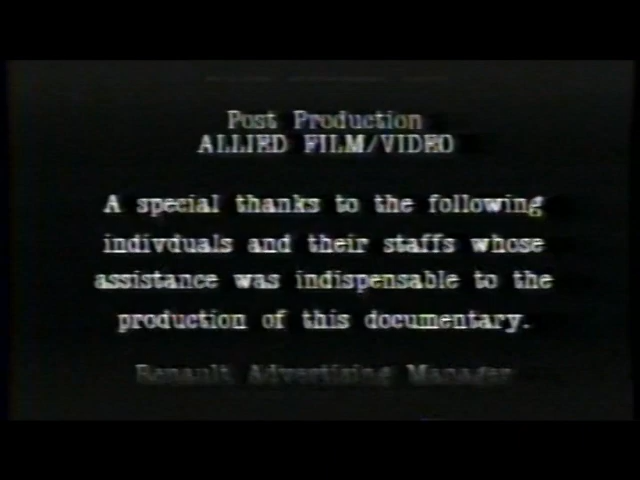 Post Production
ALLIED FILM/VIDEO
A special thanks to the following
indivduals and their staffs whose
assistance was indispensable to the
production of this documentary.
Renault Advertising Manager